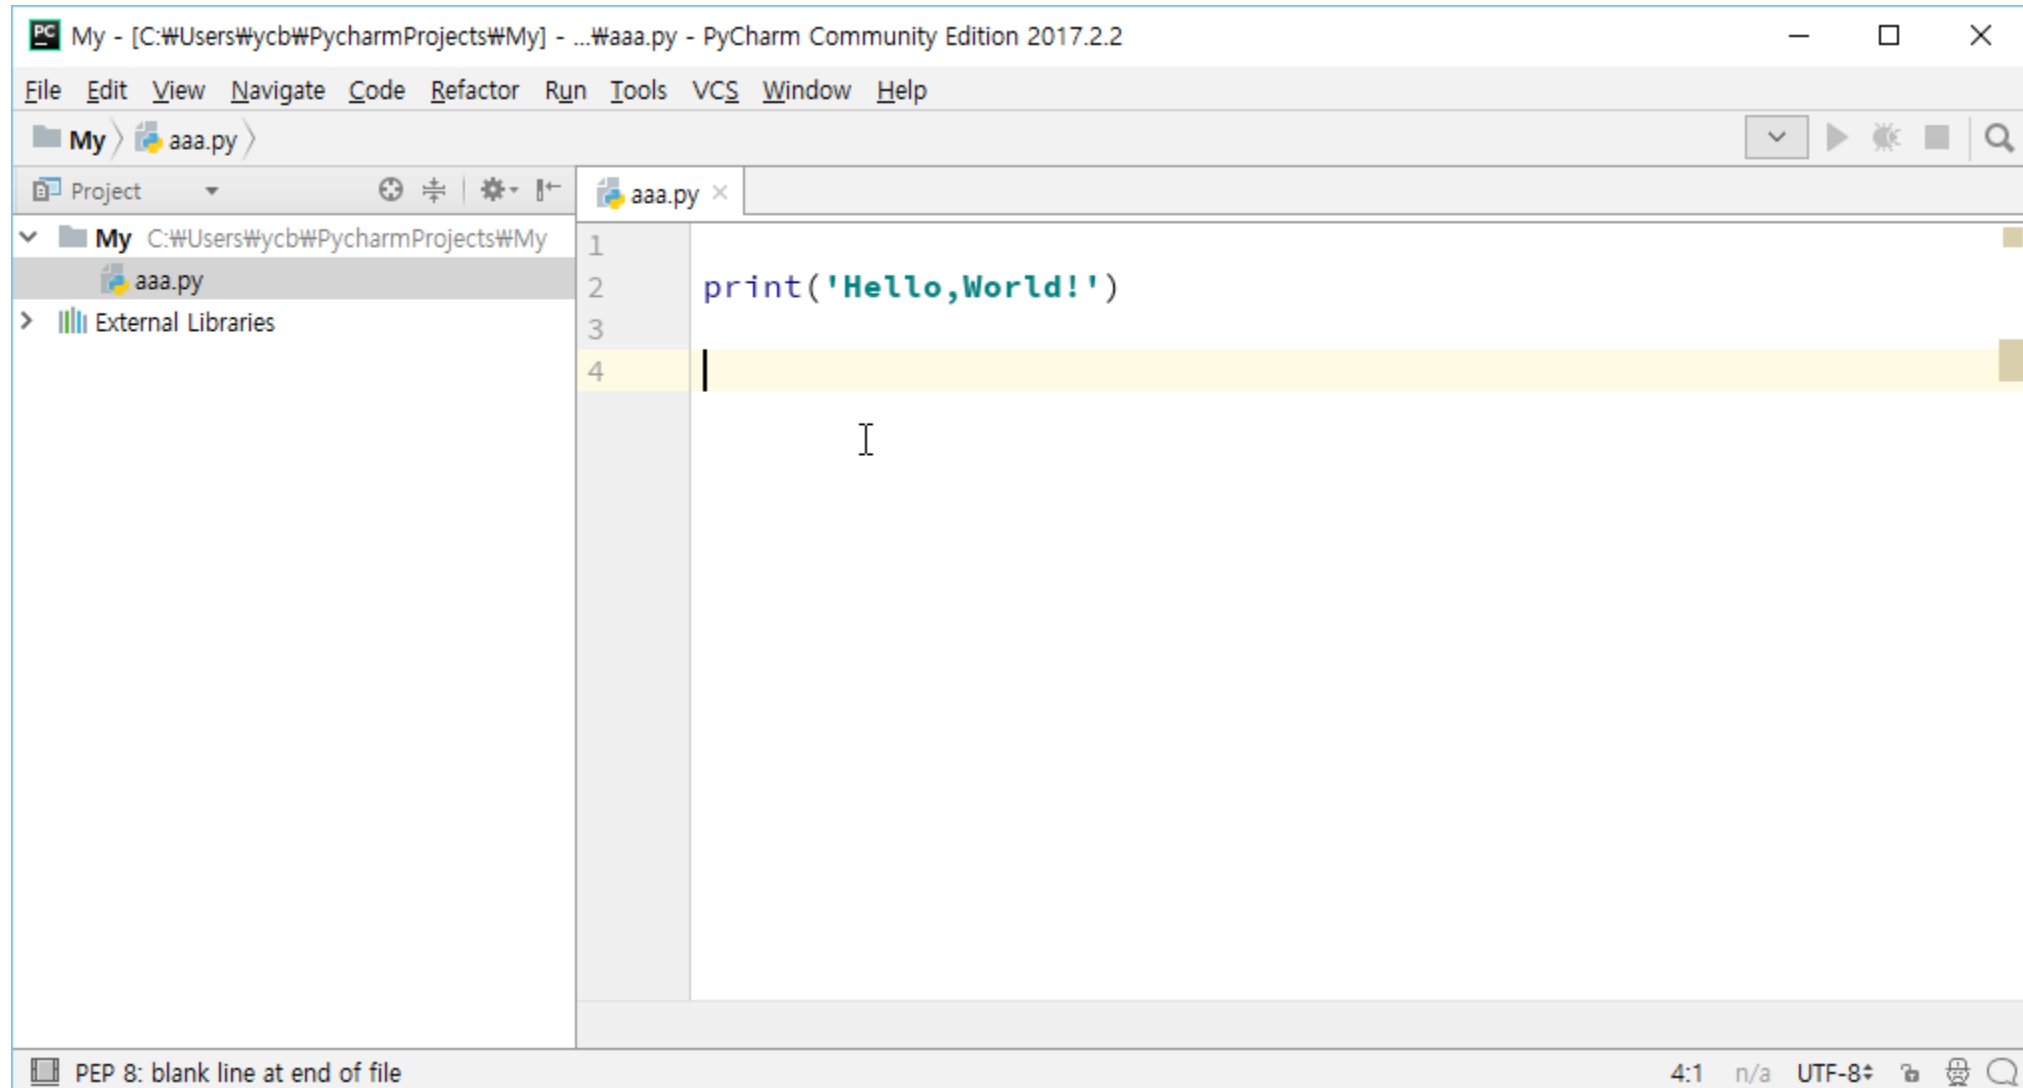 PC My - [C:₩Users₩ycb₩PycharmProjects₩My] - ...₩aaa.py - PyCharm Community Edition 2017.2.2
File Edit View Navigate Code Refactor Run Tools VCS Window Help
My aaa.py
Project
aaa.py
My C:₩Users₩ycb₩PycharmProjects₩My
aaa.py
External Libraries
1
2 print('Hello,World!')
3
4
PEP 8: blank line at end of file
4:1 n/a UTF-8